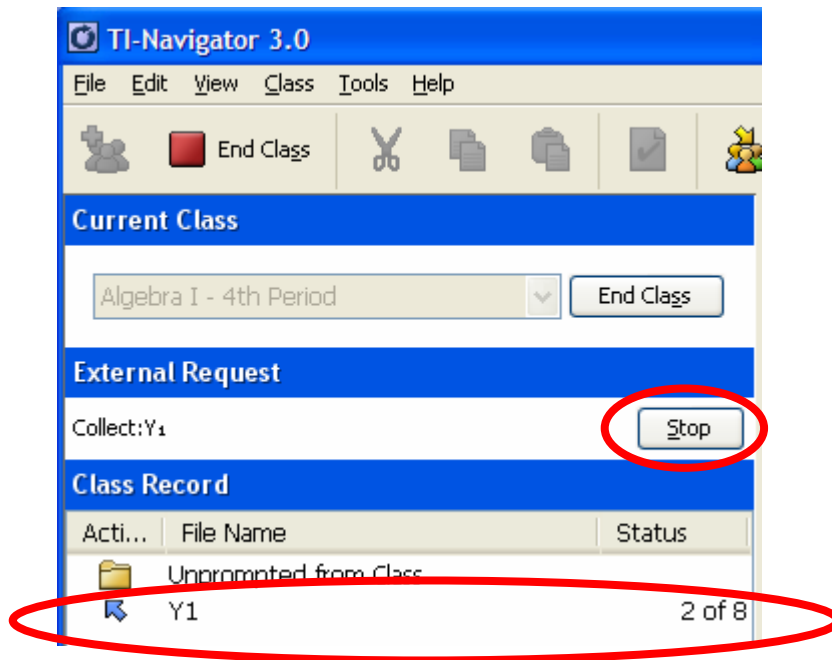 TI-Navigator 3.0
File Edit View Class Tools Help
End Class
Current Class
Algebra I - 4th Period End Class
External Request
Collect:Y₁ Stop
Class Record
Acti... File Name Status
Unprompted from Class
Y1 2 of 8